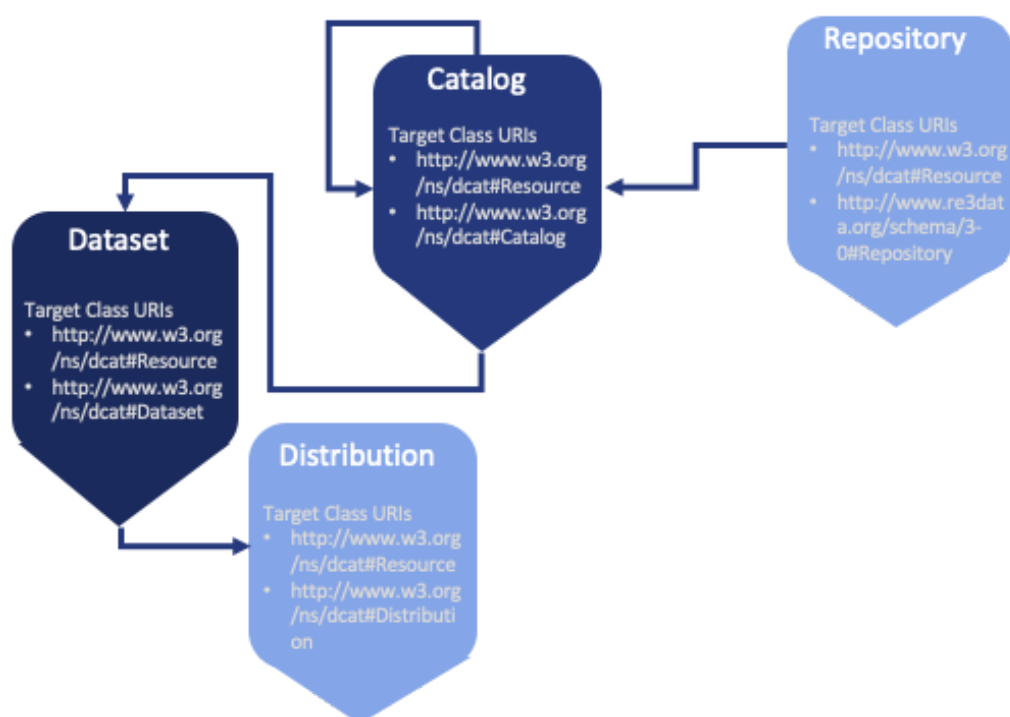 Catalog
Target Class URIs
• http://www.w3.org
/ns/dcat#Resource
• http://www.w3.org
/ns/dcat#Catalog
Repository
Target Class URIs
• http://www.w3.org
/ns/dcat#Resource
• http://www.re3dat
a.org/schema/3-
0#Repository
Dataset
Target Class URIs
• http://www.w3.org
/ns/dcat#Resource
• http://www.w3.org
/ns/dcat#Dataset
Distribution
Target Class URIs
• http://www.w3.org
/ns/dcat#Resource
• http://www.w3.org
/ns/dcat#Distributi
on